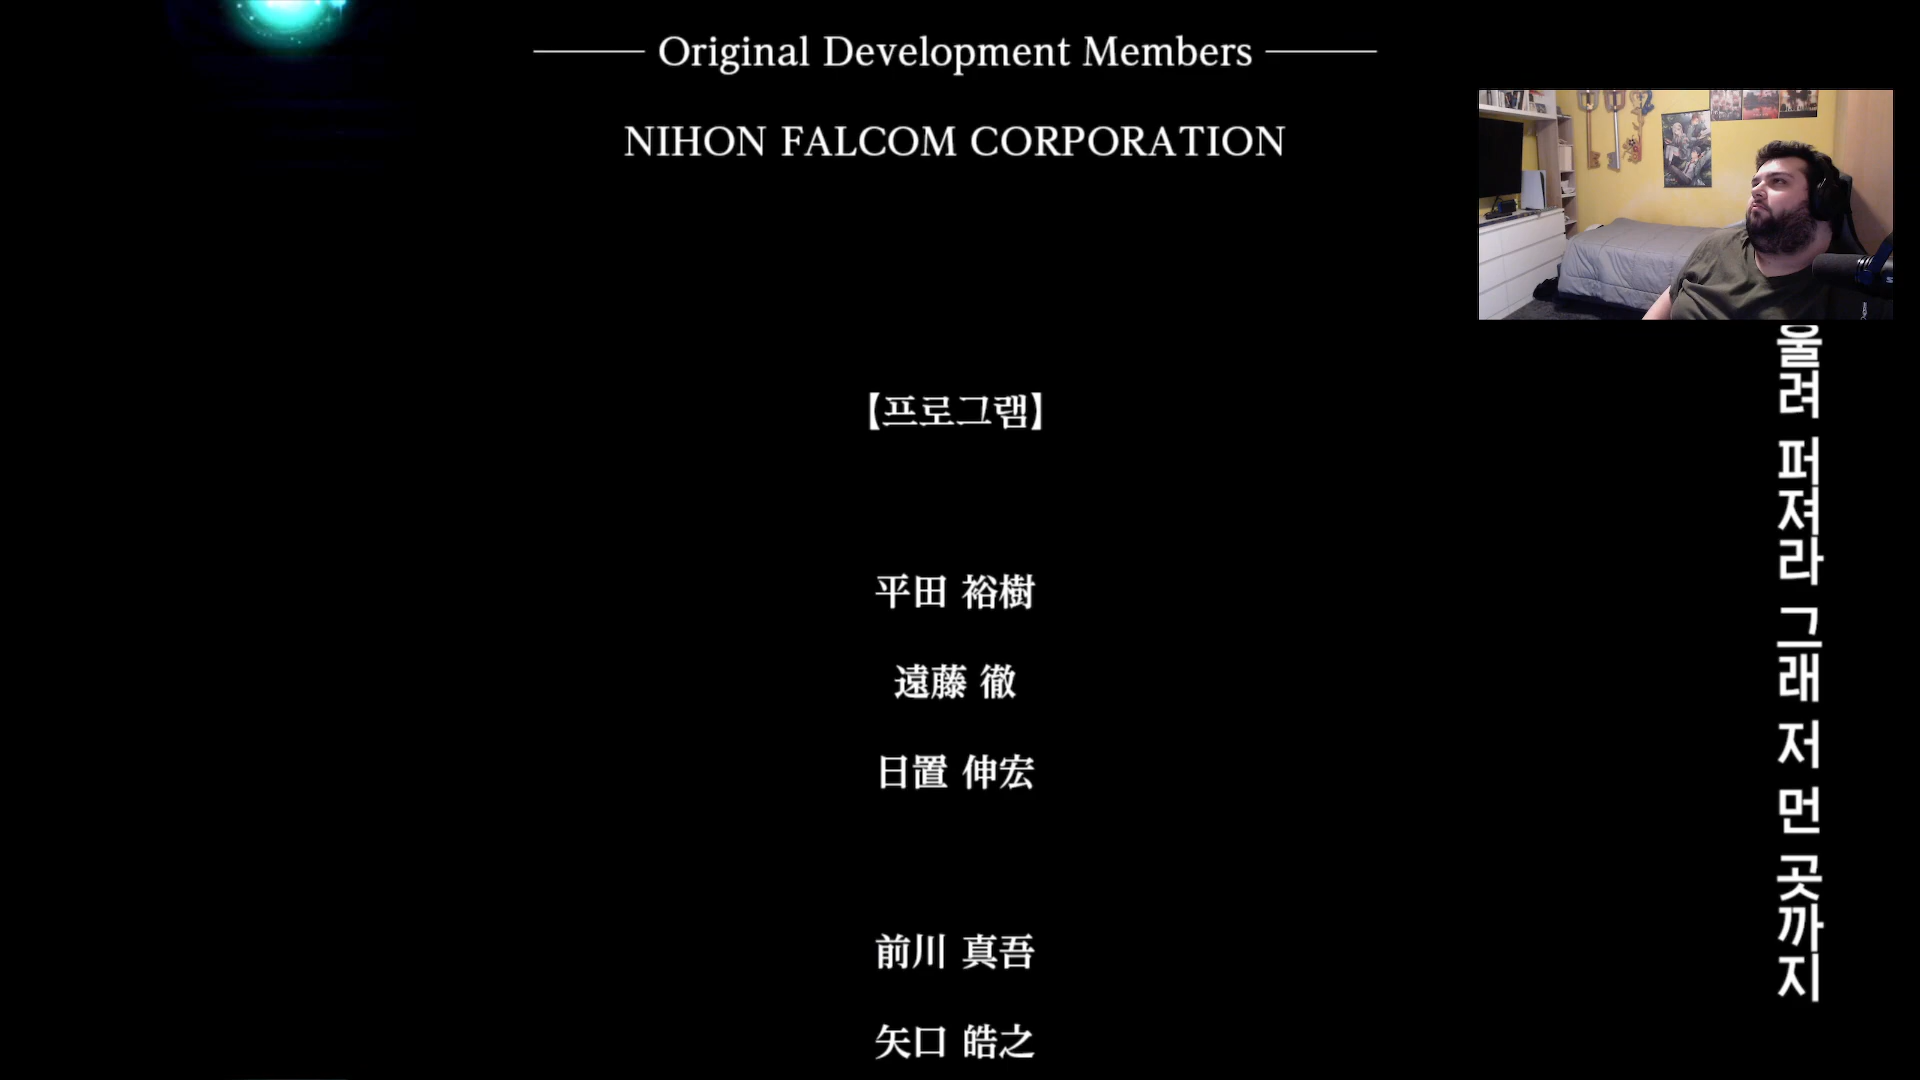 Original Development Members
NIHON FALCOM CORPORATION
【프로그램】
平田 裕樹
遠藤 徹
日置 伸宏
前川 真吾
矢口 皓之
울려 퍼져라 그래 저 먼 곳까지